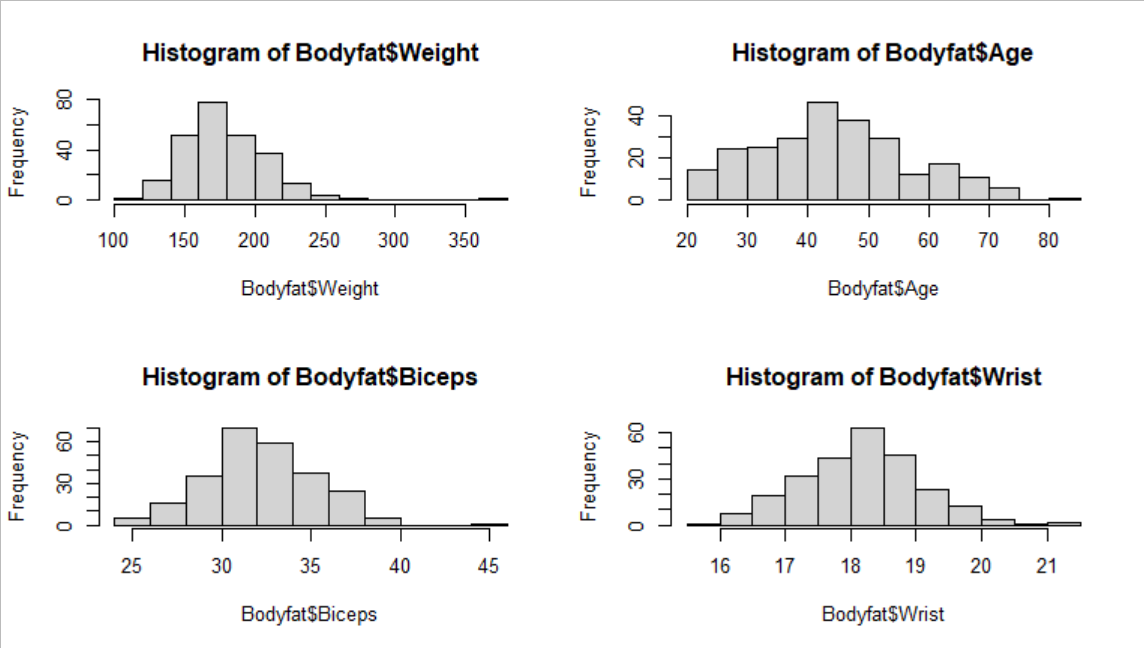 Histogram of Bodyfat$Weight
Frequency
0 40 80
100 150 200 250 300 350
Bodyfat$Weight
Histogram of Bodyfat$Age
Frequency
0 20 40
20 30 40 50 60 70 80
Bodyfat$Age
Histogram of Bodyfat$Biceps
Frequency
0 30 60
25 30 35 40 45
Bodyfat$Biceps
Histogram of Bodyfat$Wrist
Frequency
0 30 60
16 17 18 19 20 21
Bodyfat$Wrist